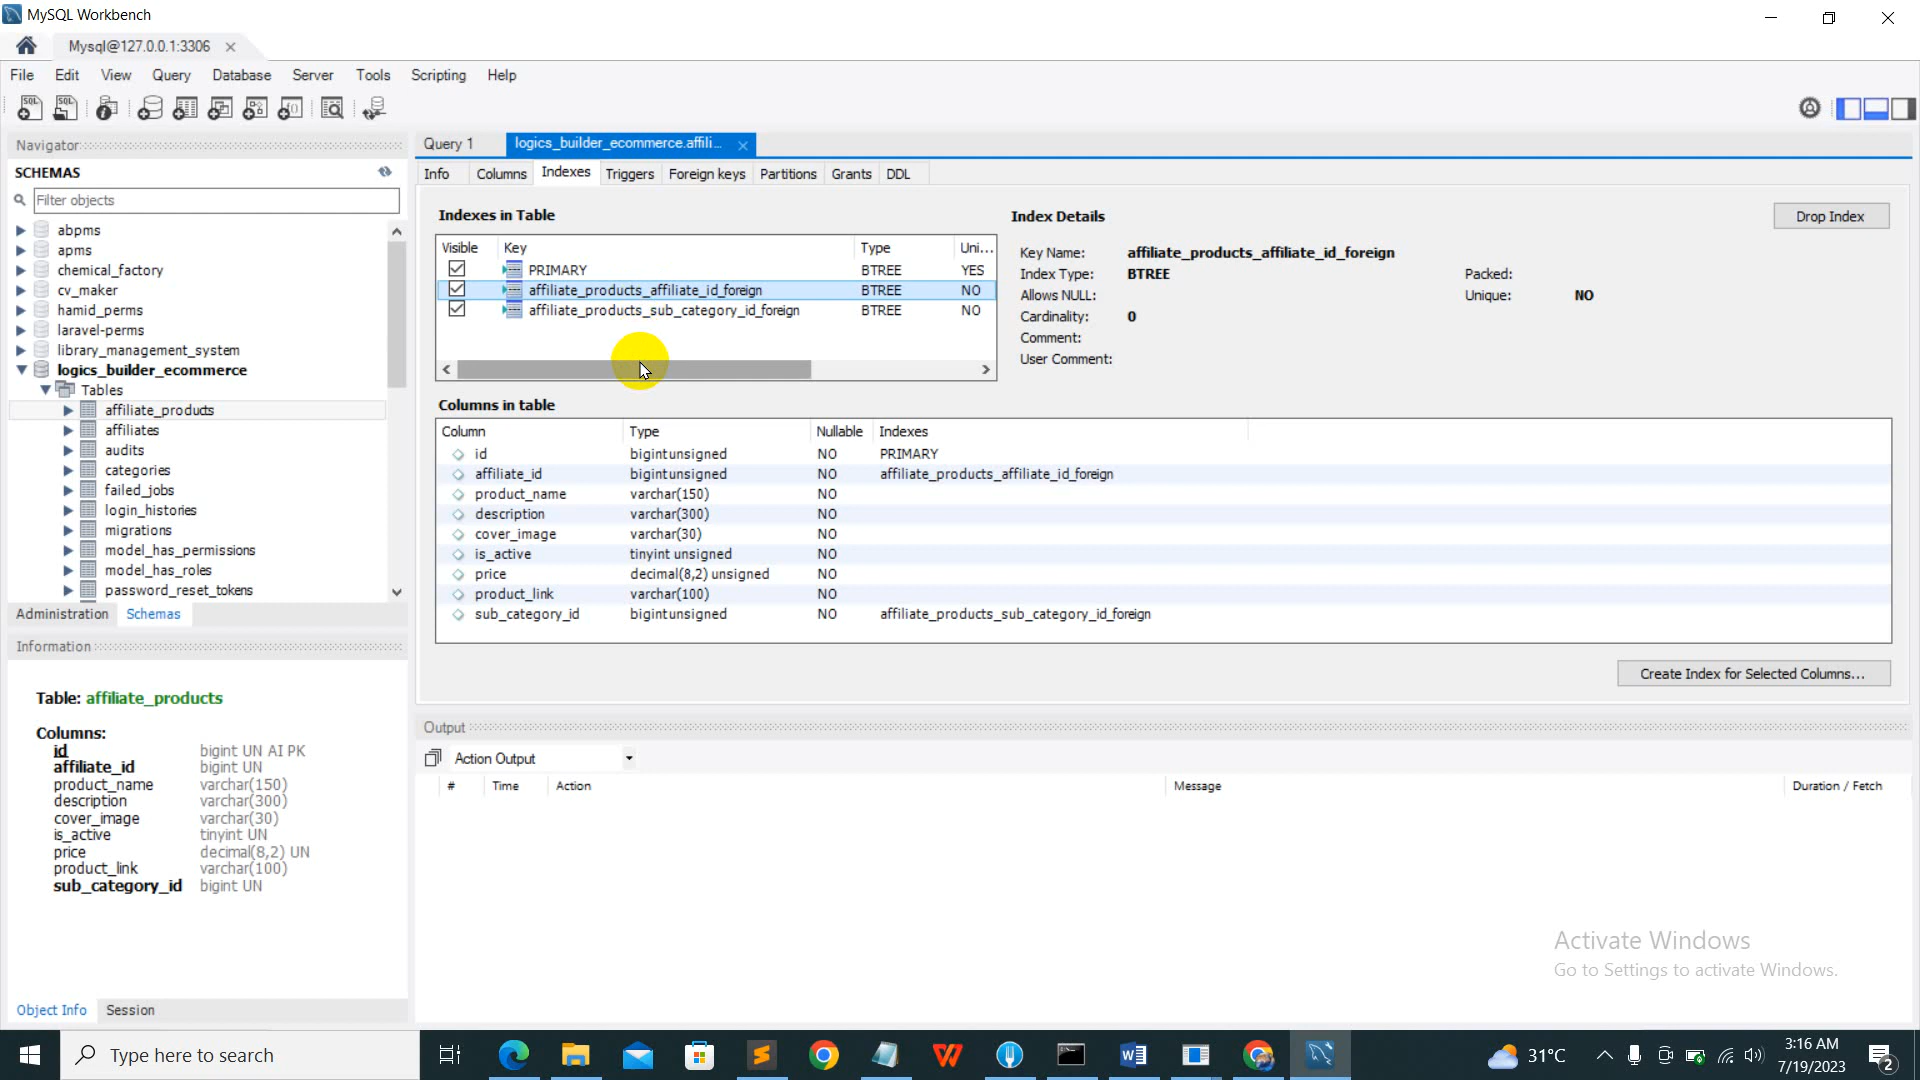 MySQL Workbench
Mysql@127.0.0.1:3306
File Edit View Query Database Server Tools Scripting Help
Navigator
SCHEMAS
Filter objects
abpms
apms
chemical_factory
cv_maker
hamid_perms
laravel-perms
library_management_system
logics_builder_ecommerce
Tables
affiliate_products
affiliates
audits
categories
failed_jobs
login_histories
migrations
model_has_permissions
model_has_roles
password_reset_tokens
Administration Schemas
Information
Table: affiliate_products
Columns:
id bigint UN AI PK
affiliate_id bigint UN
product_name varchar(150)
description varchar(300)
cover_image varchar(30)
is_active tinyint UN
price decimal(8,2) UN
product_link varchar(100)
sub_category_id bigint UN
Object Info Session
Query 1 logics_builder_ecommerce.affili...
Info Columns Indexes Triggers Foreign keys Partitions Grants DDL
Indexes in Table
Visible Key Type Uni...
PRIMARY BTREE YES
affiliate_products_affiliate_id_foreign BTREE NO
affiliate_products_sub_category_id_foreign BTREE NO
Index Details
Drop Index
Key Name: affiliate_products_affiliate_id_foreign
Index Type: BTREE Packed:
Allows NULL: Unique: NO
Cardinality: 0
Comment:
User Comment:
Columns in table
Column Type Nullable Indexes
id bigintunsigned NO PRIMARY
affiliate_id bigintunsigned NO affiliate_products_affiliate_id_foreign
product_name varchar(150) NO
description varchar(300) NO
cover_image varchar(30) NO
is_active tinyint unsigned NO
price decimal(8,2) unsigned NO
product_link varchar(100) NO
sub_category_id bigintunsigned NO affiliate_products_sub_category_id_foreign
Create Index for Selected Columns...
Output
Action Output
# Time Action Message Duration / Fetch
Activate Windows
Go to Settings to activate Windows.
Type here to search
31°C
3:16 AM
7/19/2023
2